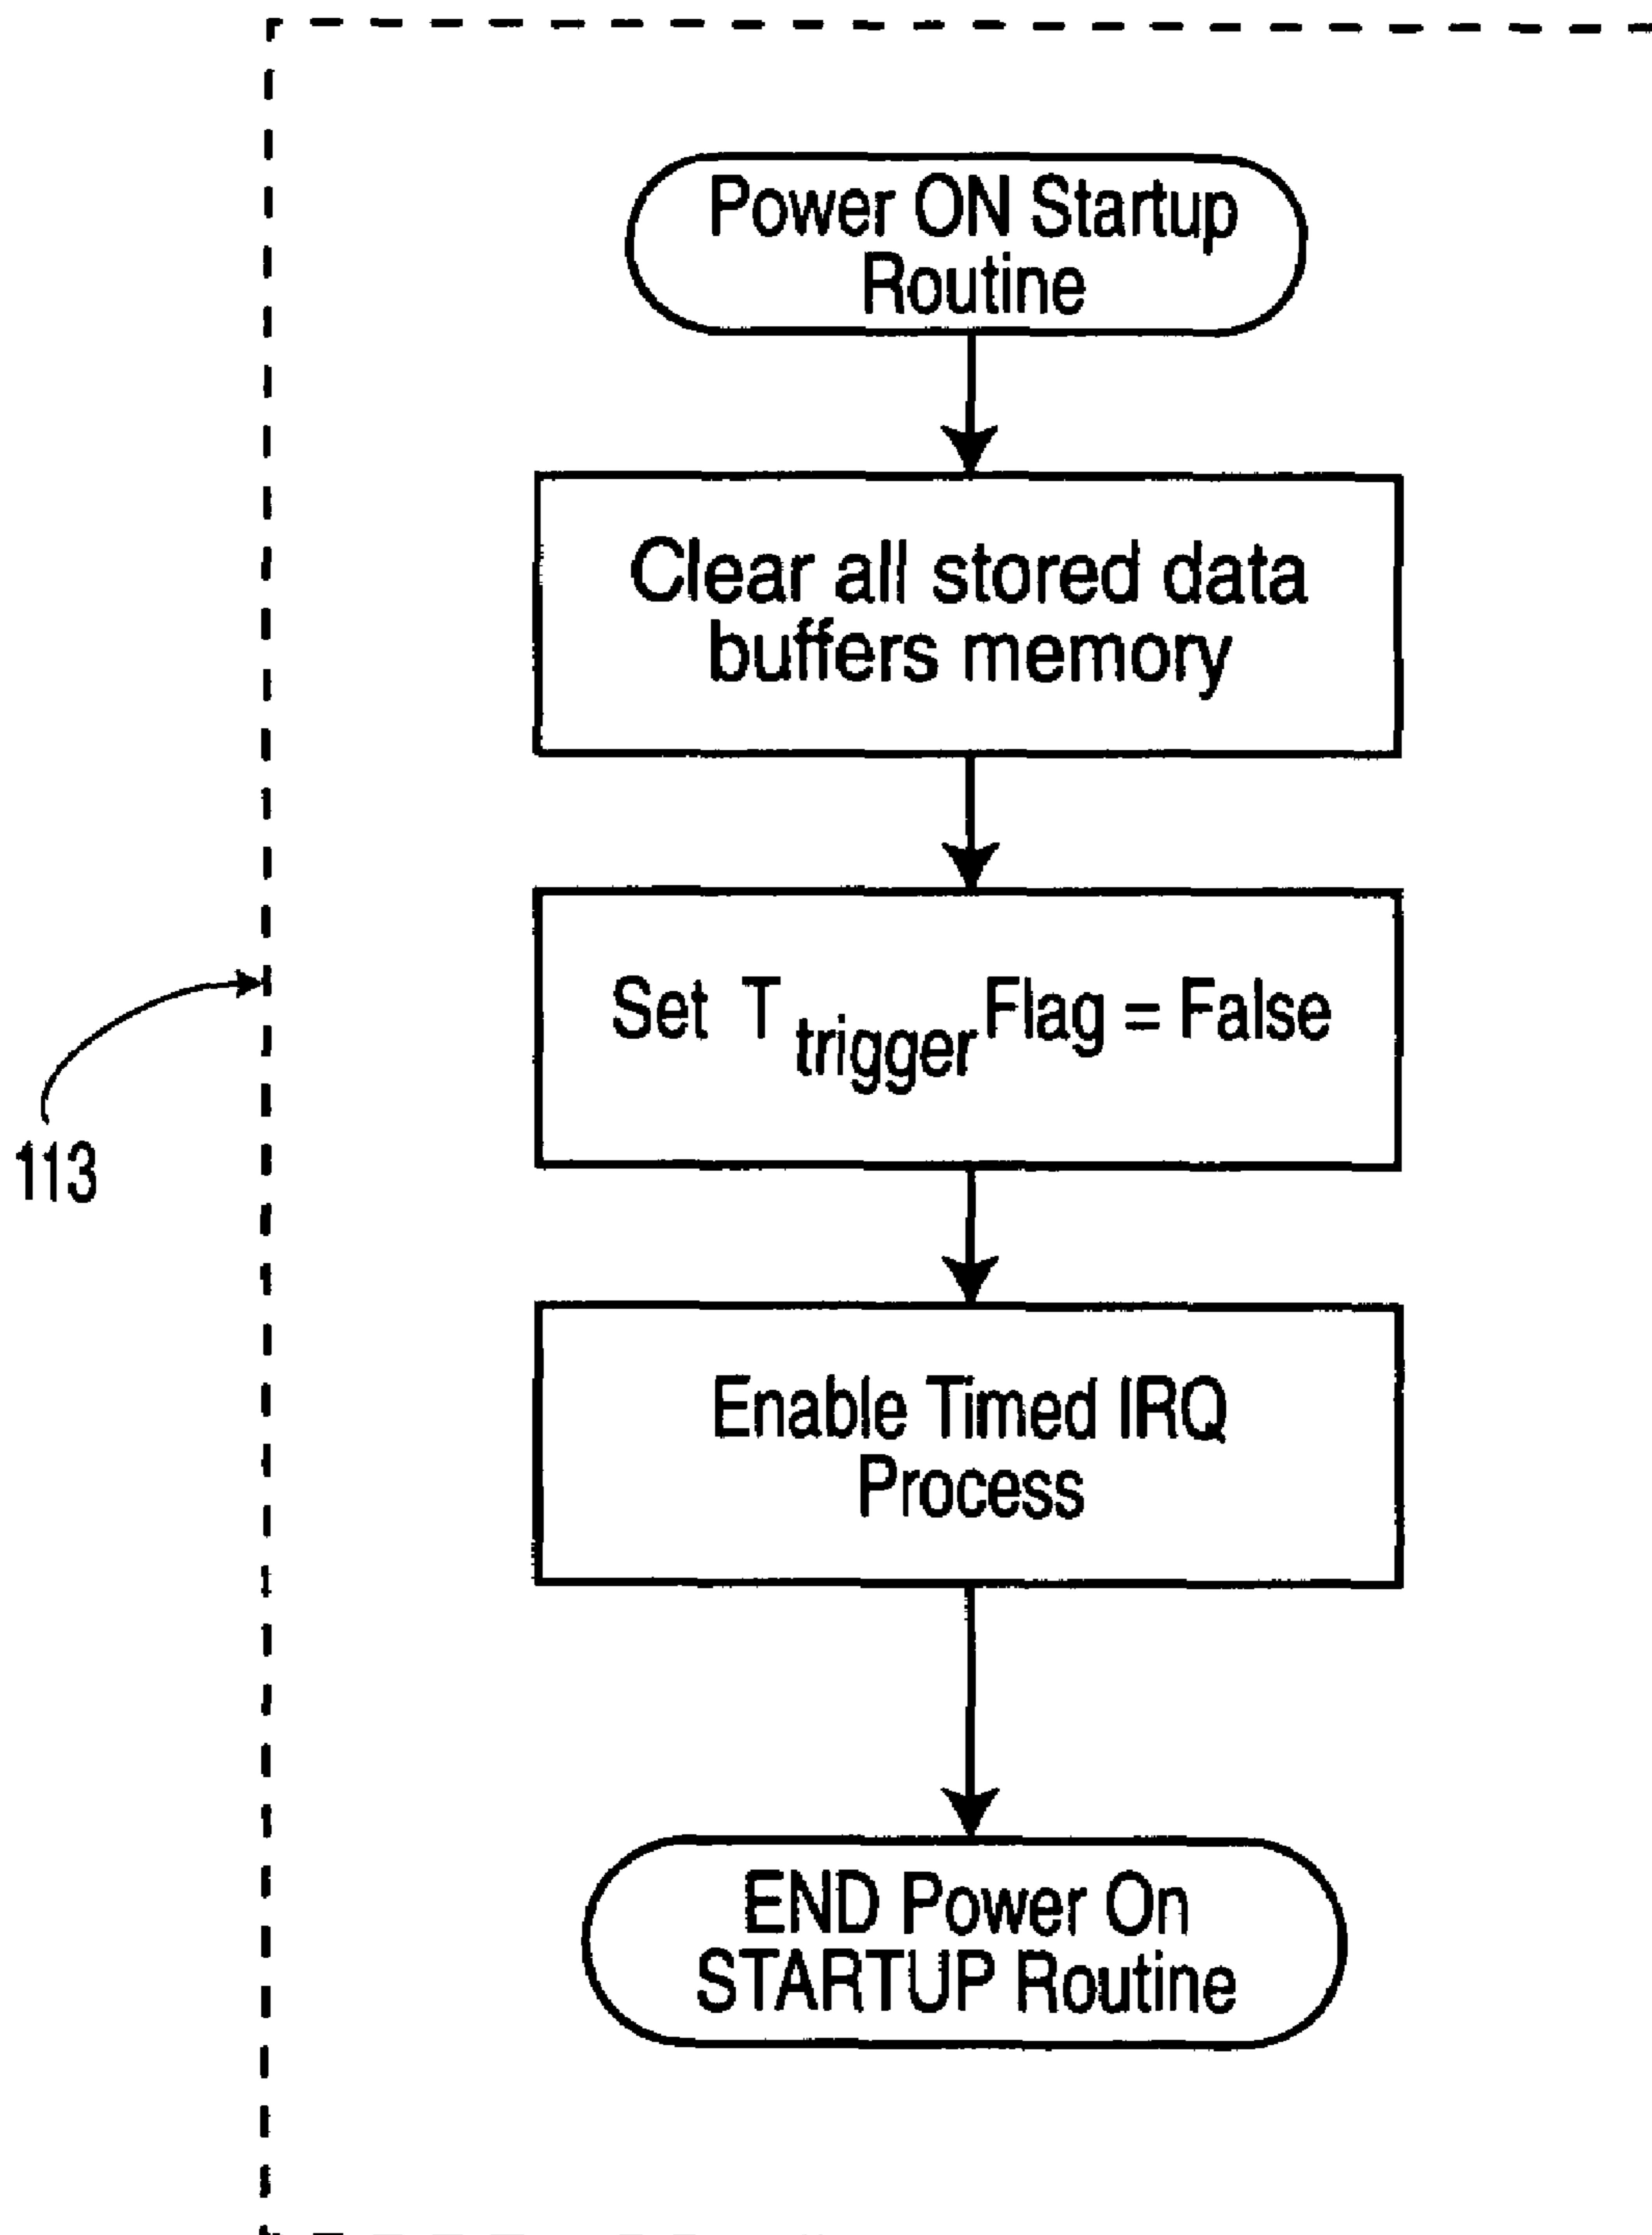 Power ON Startup
Routine
Clear all stored data
buffers memory
Set T trigger Flag = False
113
Enable Timed IRQ
Process
END Power On
STARTUP Routine